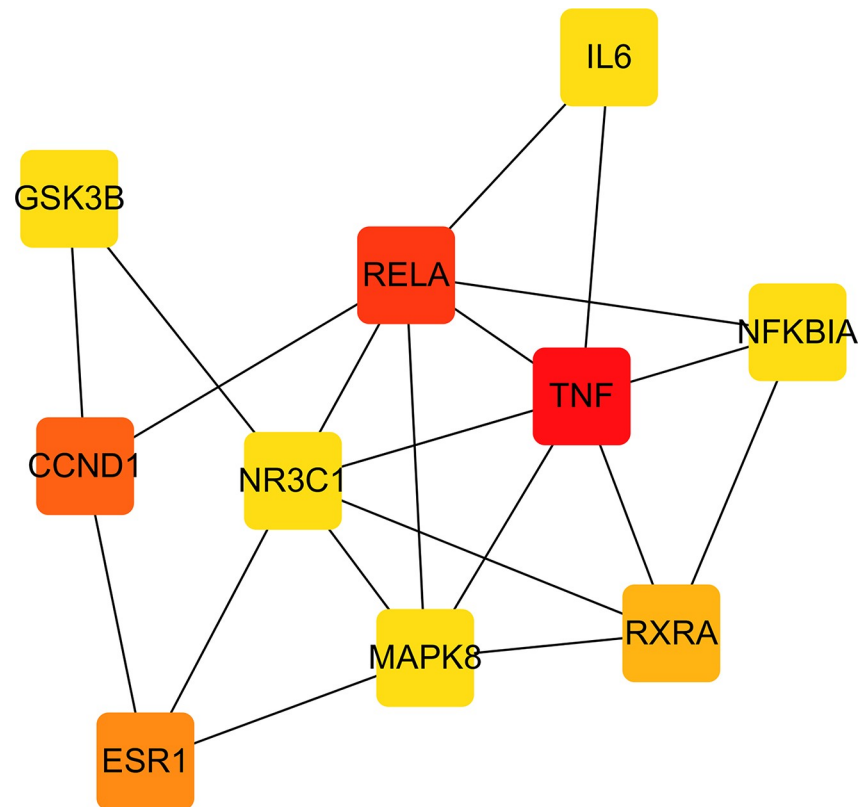 IL6
GSK3B
RELA
NFKBIA
TNF
CCND1
NR3C1
RXRA
MAPK8
ESR1